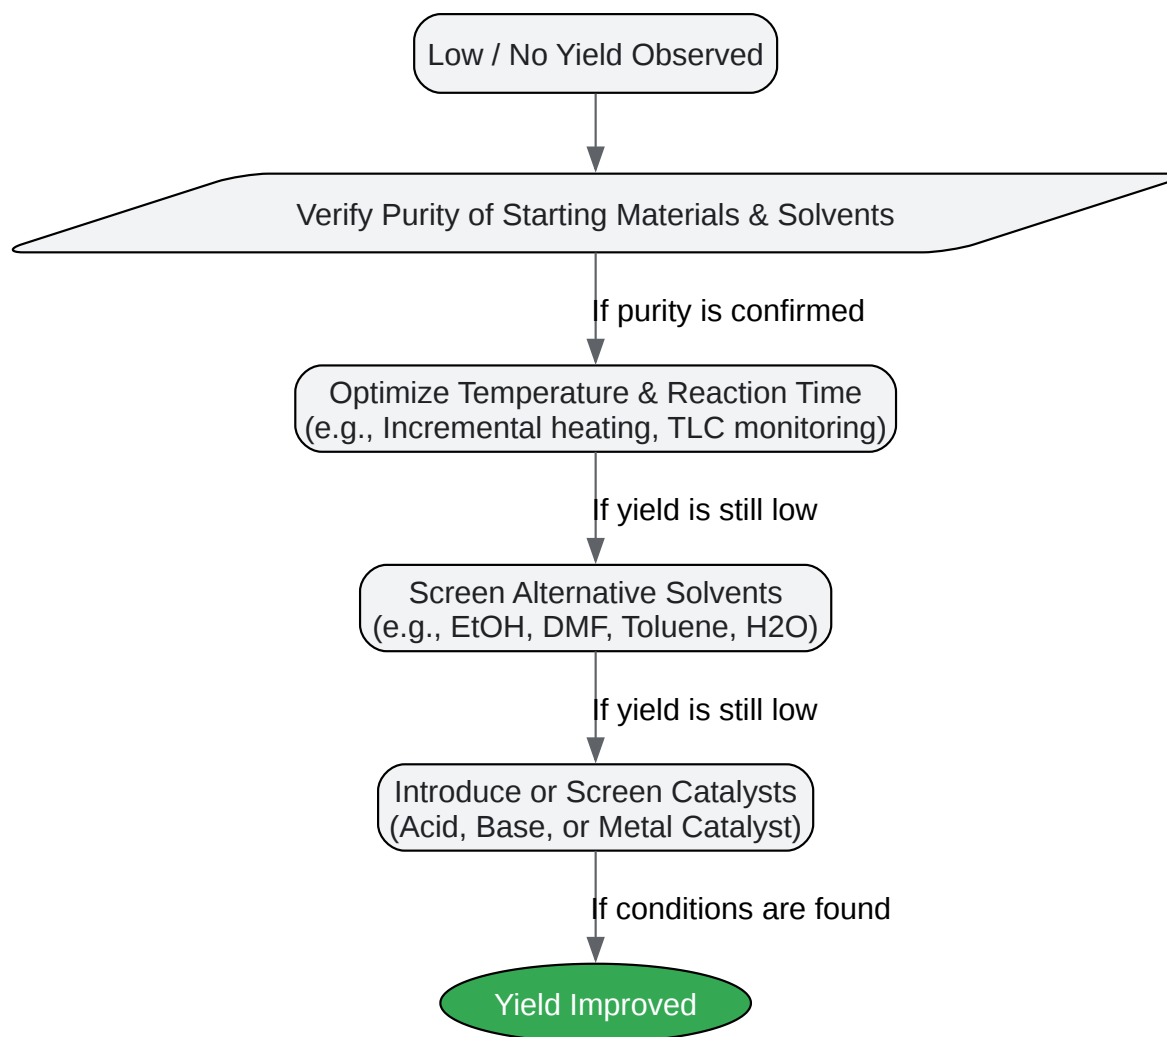 Low / No Yield Observed
Verify Purity of Starting Materials & Solvents
If purity is confirmed
Optimize Temperature & Reaction Time
(e.g., Incremental heating, TLC monitoring)
If yield is still low
Screen Alternative Solvents
(e.g., EtOH, DMF, Toluene, H2O)
If yield is still low
Introduce or Screen Catalysts
(Acid, Base, or Metal Catalyst)
If conditions are found
Yield Improved